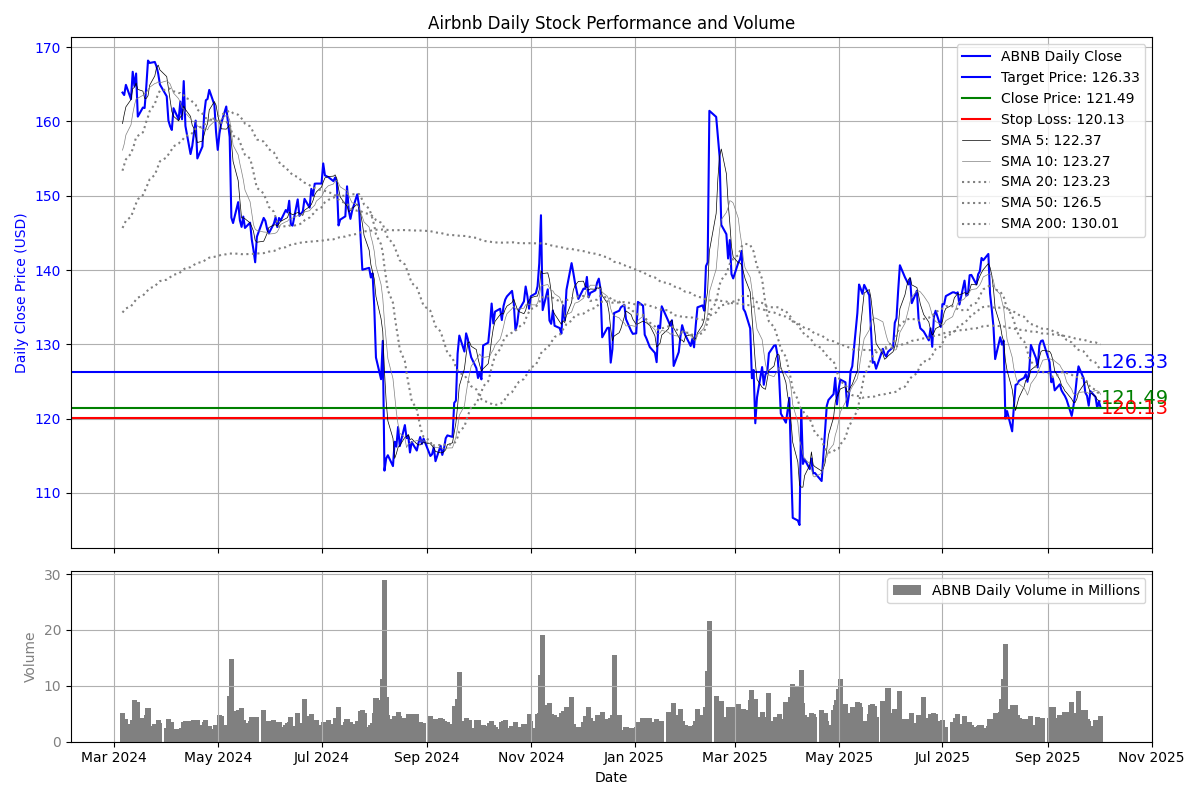 Airbnb Daily Stock Performance and Volume
170
160
150
140
130
120
110
Daily Close Price (USD)
ABNB Daily Close
Target Price: 126.33
Close Price: 121.49
Stop Loss: 120.13
SMA 5: 122.37
SMA 10: 123.27
SMA 20: 123.23
SMA 50: 126.5
SMA 200: 130.01
126.33
121.49
120.13
30
20
10
0
Volume
ABNB Daily Volume in Millions
Mar 2024 May 2024 Jul 2024 Sep 2024 Nov 2024 Jan 2025 Mar 2025 May 2025 Jul 2025 Sep 2025 Nov 2025
Date